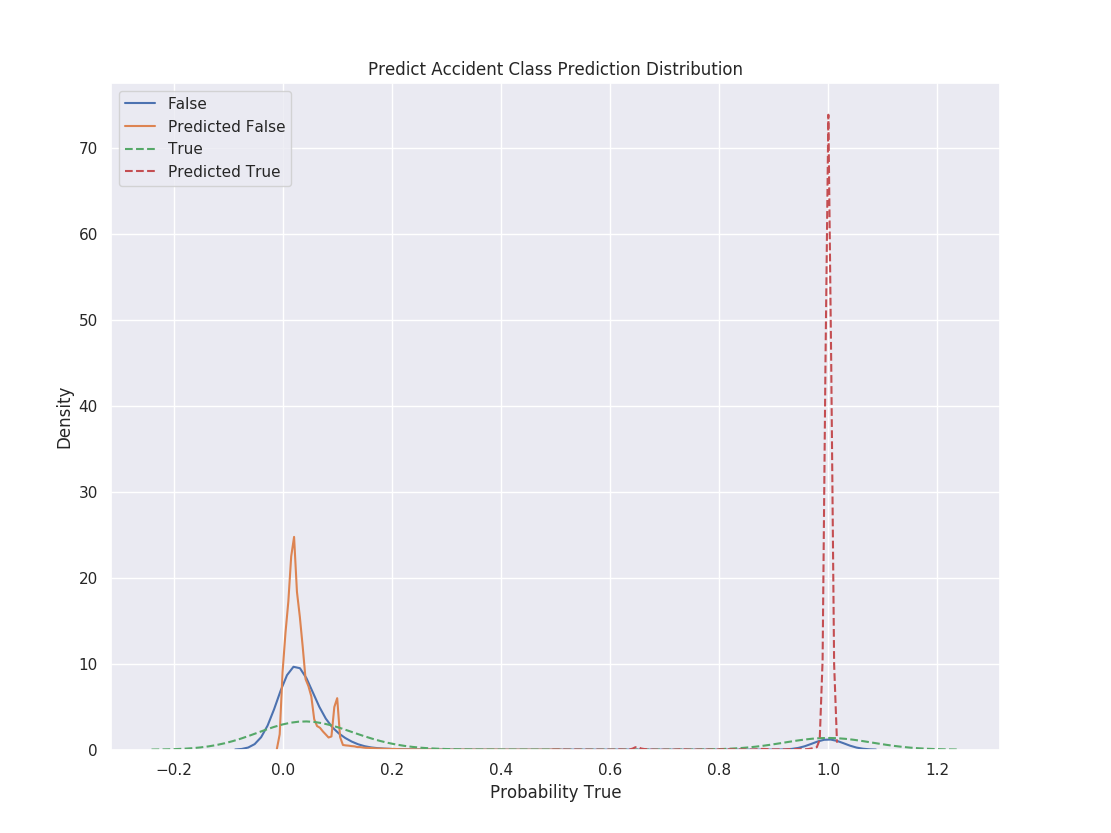 Predict Accident Class Prediction Distribution
False
Predicted False
True
Predicted True
Density
70
60
50
40
30
20
10
0
−0.2 0.0 0.2 0.4 0.6 0.8 1.0 1.2
Probability True